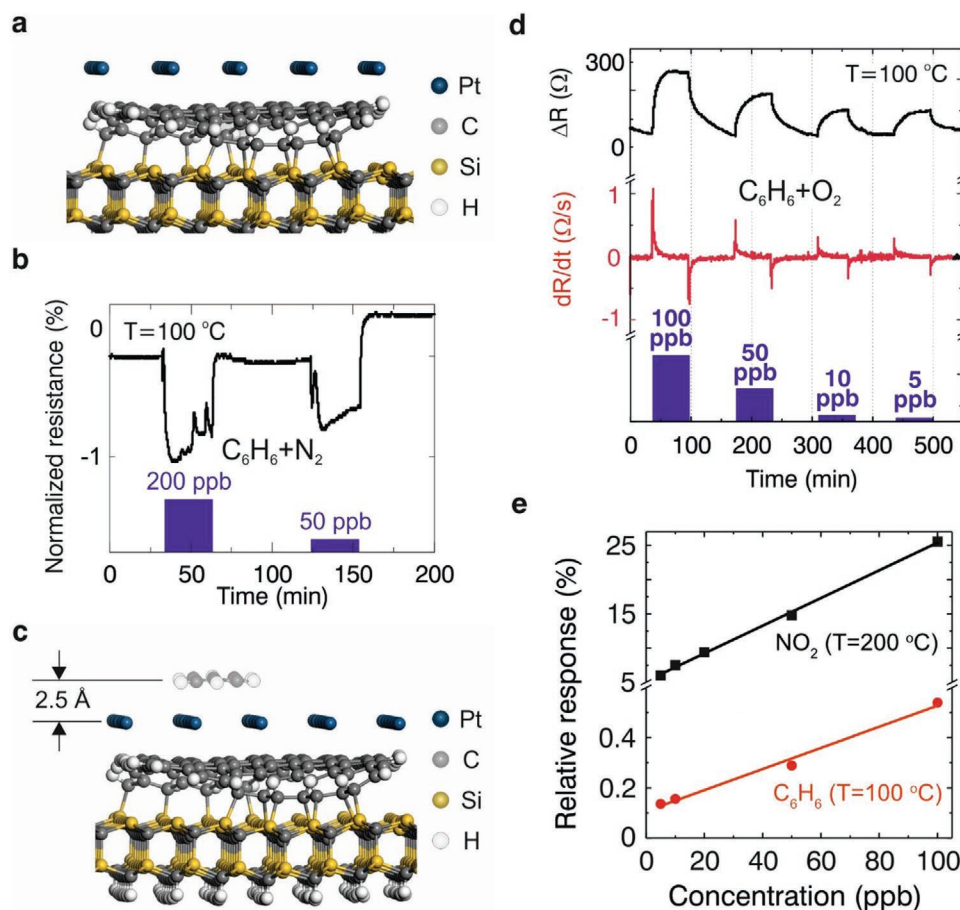 a
Pt
C
Si
H
b
Normalized resistance (%)
0
-1
T=100 °C
C₆H₆+N₂
200 ppb
50 ppb
0 50 100 150 200
Time (min)
c
2.5 Å
Pt
C
Si
H
d
ΔR (Ω)
300
0
T=100 °C
C₆H₆+O₂
dR/dt (Ω/s)
1
0
-1
100
ppb
50
ppb
10
ppb
5
ppb
0 100 200 300 400 500
Time (min)
e
Relative response (%)
25
15
5
0.4
0.2
0
NO₂ (T=200 °C)
C₆H₆ (T=100 °C)
0 20 40 60 80 100
Concentration (ppb)